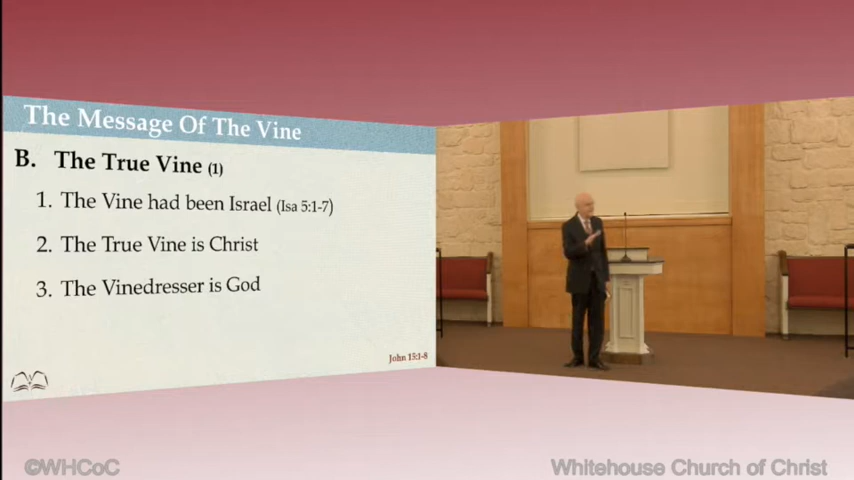 The Message Of The Vine
B. The True Vine (1)
1. The Vine had been Israel (Isa 5:1-7)
2. The True Vine is Christ
3. The Vinedresser is God
John 15:1-8
©WHCoC
Whitehouse Church of Christ